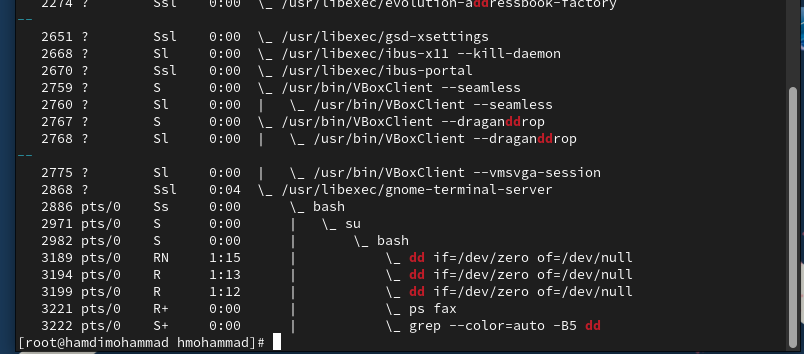 2274 ?        Ssl    0:00  \_ /usr/libexec/evolution-addressbook-factory
--
2651 ?        Ssl    0:00  \_ /usr/libexec/gsd-xsettings
2668 ?        Sl     0:00  \_ /usr/libexec/ibus-x11 --kill-daemon
2670 ?        Ssl    0:00  \_ /usr/libexec/ibus-portal
2759 ?        S      0:00  \_ /usr/bin/VBoxClient --seamless
2760 ?        Sl     0:00  |   \_ /usr/bin/VBoxClient --seamless
2767 ?        S      0:00  \_ /usr/bin/VBoxClient --draganddrop
2768 ?        Sl     0:00  |   \_ /usr/bin/VBoxClient --draganddrop
--
2775 ?        Sl     0:00  |   \_ /usr/bin/VBoxClient --vmsvga-session
2868 ?        Ssl    0:04  \_ /usr/libexec/gnome-terminal-server
2886 pts/0    Ss     0:00      \_ bash
2971 pts/0    S      0:00      |   \_ su
2982 pts/0    S      0:00      |       \_ bash
3189 pts/0    RN     1:15      |           \_ dd if=/dev/zero of=/dev/null
3194 pts/0    R      1:13      |           \_ dd if=/dev/zero of=/dev/null
3199 pts/0    R      1:12      |           \_ dd if=/dev/zero of=/dev/null
3221 pts/0    R+     0:00      |           \_ ps fax
3222 pts/0    S+     0:00      |           \_ grep --color=auto -B5 dd
[root@hamdimohammad hmohammad]#